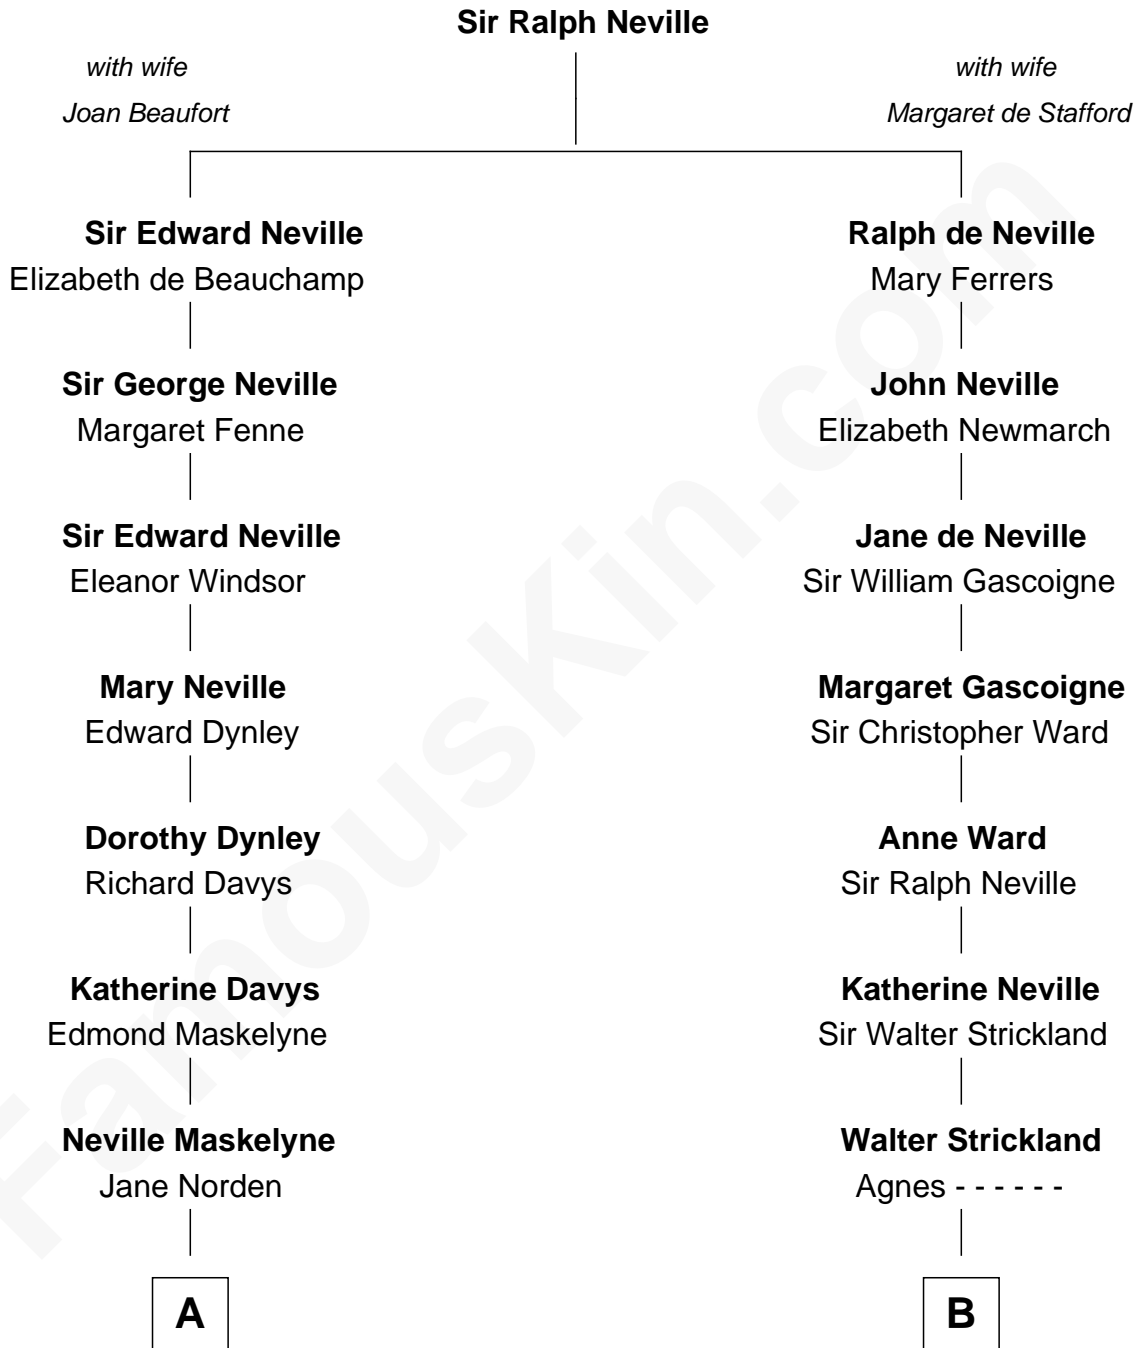 Sir Ralph Neville
with wife
Joan Beaufort
with wife
Margaret de Stafford
Sir Edward Neville
Elizabeth de Beauchamp
Ralph de Neville
Mary Ferrers
Sir George Neville
Margaret Fenne
John Neville
Elizabeth Newmarch
Sir Edward Neville
Eleanor Windsor
Jane de Neville
Sir William Gascoigne
Mary Neville
Edward Dynley
Margaret Gascoigne
Sir Christopher Ward
Dorothy Dynley
Richard Davys
Anne Ward
Sir Ralph Neville
Katherine Davys
Edmond Maskelyne
Katherine Neville
Sir Walter Strickland
Neville Maskelyne
Jane Norden
Walter Strickland
Agnes - - - - - -
A
B
FamousKin.com